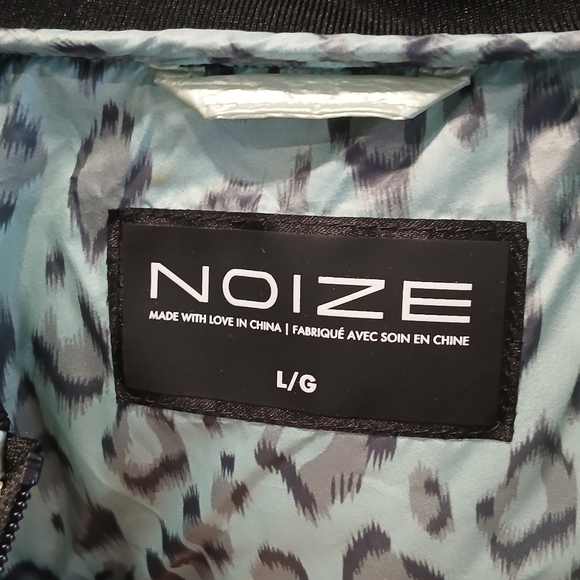 NOIZE
MADE WITH LOVE IN CHINA | FABRIQUÉ AVEC SOIN EN CHINE
L/G